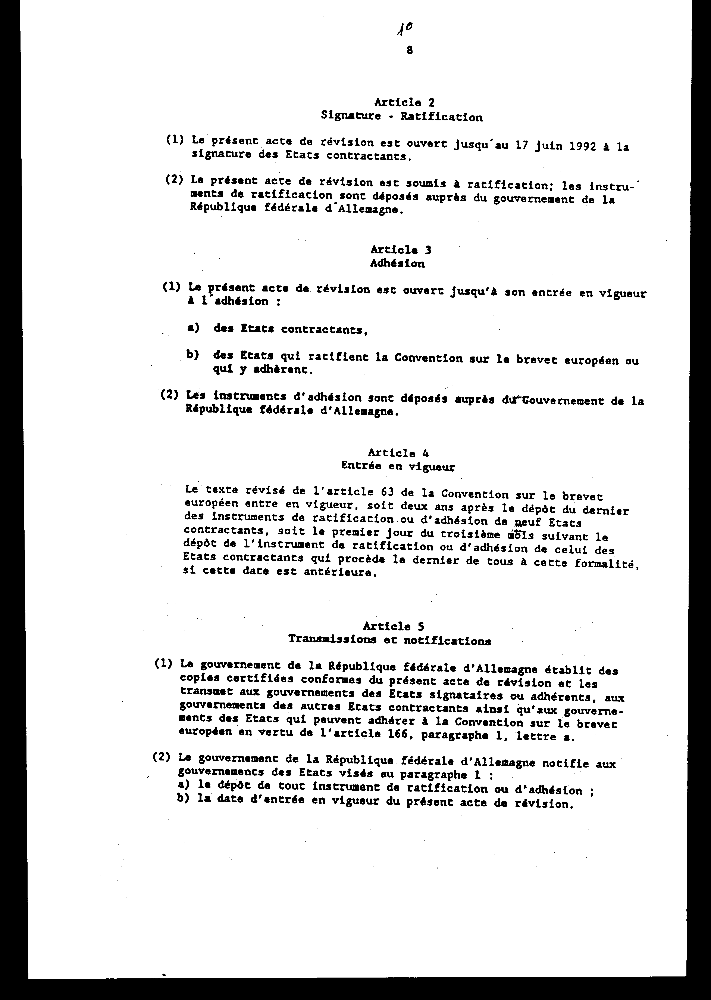 10
8
Article 2
Signature - Ratification
(1) Le présent acte de révision est ouvert jusqu´au 17 juin 1992 à la
signature des Etats contractants.
(2) Le présent acte de révision est soumis à ratification; les instru-
ments de ratification sont déposés auprès du gouvernement de la
République fédérale d´Allemagne.
Article 3
Adhésion
(1) Le présent acte de révision est ouvert jusqu'à son entrée en vigueur
à l´adhésion :
a) des Etats contractants,
b) des Etats qui ratifient la Convention sur le brevet européen ou
qui y adhèrent.
(2) Les instruments d'adhésion sont déposés auprès du Gouvernement de la
République fédérale d'Allemagne.
Article 4
Entrée en vigueur
Le texte révisé de l'article 63 de la Convention sur le brevet
européen entre en vigueur, soit deux ans après le dépôt du dernier
des instruments de ratification ou d'adhésion de neuf Etats
contractants, soit le premier jour du troisième mois suivant le
dépôt de l'instrument de ratification ou d'adhésion de celui des
Etats contractants qui procède le dernier de tous à cette formalité,
si cette date est antérieure.
Article 5
Transmissions et notifications
(1) Le gouvernement de la République fédérale d'Allemagne établit des
copies certifiées conformes du présent acte de révision et les
transmet aux gouvernements des Etats signataires ou adhérents, aux
gouvernements des autres Etats contractants ainsi qu'aux gouverne-
ments des Etats qui peuvent adhérer à la Convention sur le brevet
européen en vertu de l'article 166, paragraphe 1, lettre a.
(2) Le gouvernement de la République fédérale d'Allemagne notifie aux
gouvernements des Etats visés au paragraphe 1 :
a) le dépôt de tout instrument de ratification ou d'adhésion ;
b) la date d'entrée en vigueur du présent acte de révision.